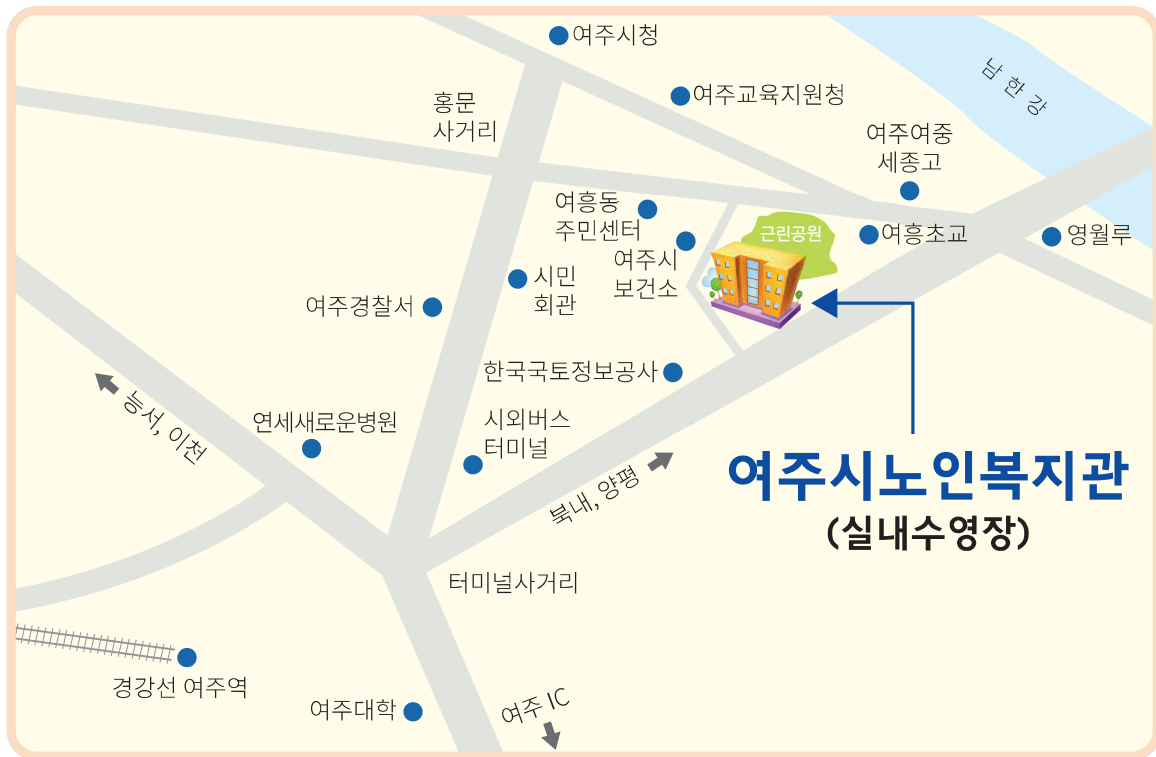 여주시청
남한강
여주교육지원청
홍문
사거리
여주여중
세종고
여흥동
주민센터
근린공원
여흥초교
영월루
여주시
보건소
시민
회관
여주경찰서
한국국토정보공사
능서, 이천
연세새로운병원
시외버스
터미널
북내, 양평
여주시노인복지관
(실내수영장)
터미널사거리
경강선 여주역
여주대학
여주 IC